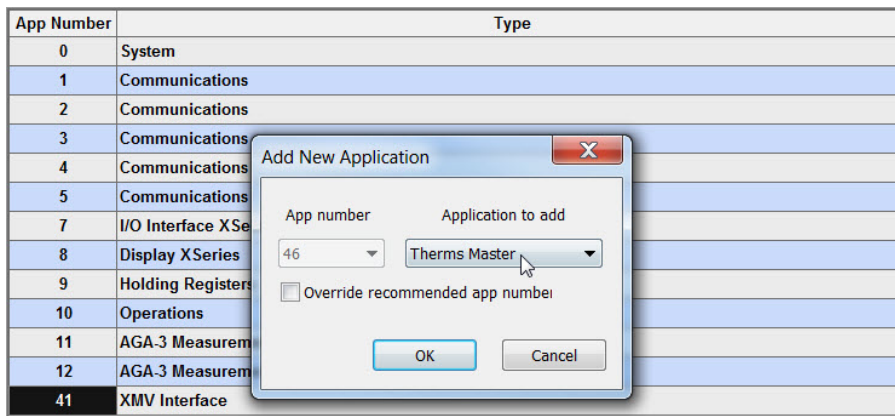 App Number Type
0 System
1 Communications
2 Communications
3 Communications
4 Communications
5 Communications
7 I/O Interface XSe
8 Display XSeries
9 Holding Registers
10 Operations
11 AGA-3 Measurem
12 AGA-3 Measurem
41 XMV Interface
Add New Application
App number Application to add
46 Therms Master
Override recommended app number
OK Cancel